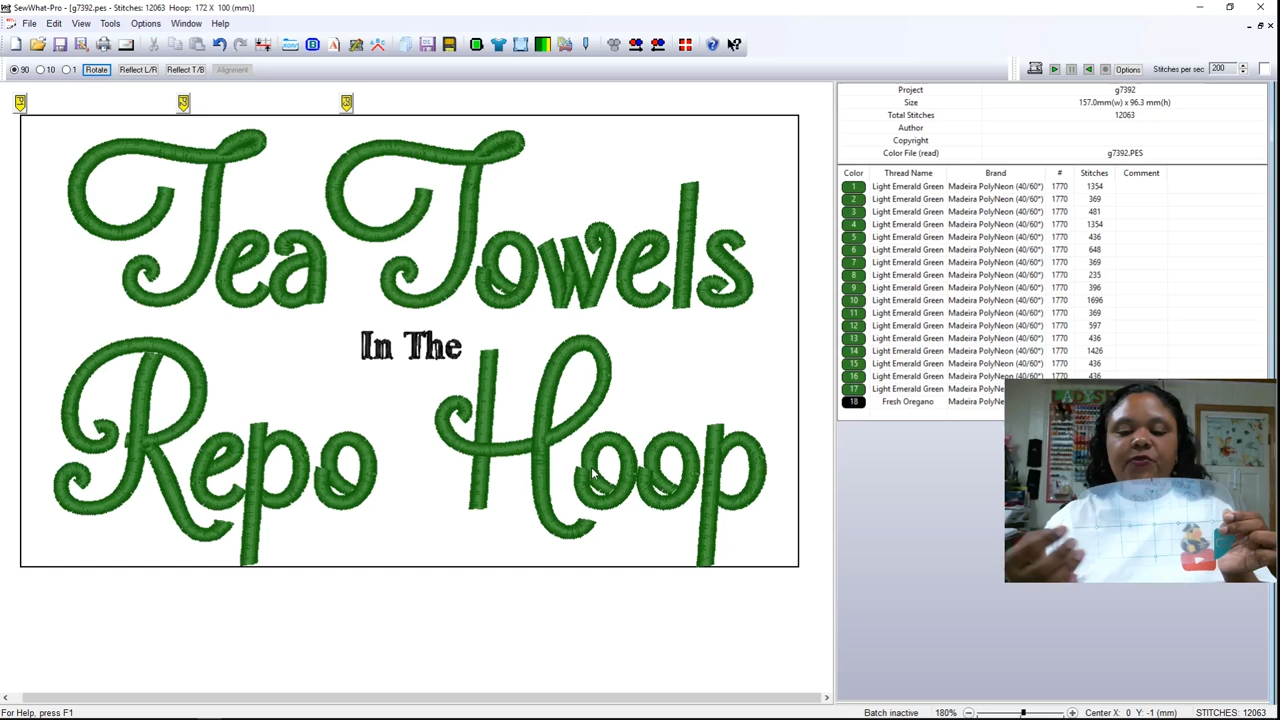 SewWhat-Pro - [g7392.pes - Stitches: 12063 Hoop: 172 X 100 (mm)]
File Edit View Tools Options Window Help
90 10 1 Rotate Reflect L/R Reflect T/B Alignment Options Stitches per sec 200
Project g7392
Size 157.0mm(w) x 96.3 mm(h)
Total Stitches 12063
Author
Copyright
Color File (read) g7392.PES
Color Thread Name Brand # Stitches Comment
1 Light Emerald Green Madeira PolyNeon (40/60*) 1770 1354
2 Light Emerald Green Madeira PolyNeon (40/60*) 1770 369
3 Light Emerald Green Madeira PolyNeon (40/60*) 1770 481
4 Light Emerald Green Madeira PolyNeon (40/60*) 1770 1354
5 Light Emerald Green Madeira PolyNeon (40/60*) 1770 436
6 Light Emerald Green Madeira PolyNeon (40/60*) 1770 648
7 Light Emerald Green Madeira PolyNeon (40/60*) 1770 369
8 Light Emerald Green Madeira PolyNeon (40/60*) 1770 235
9 Light Emerald Green Madeira PolyNeon (40/60*) 1770 396
10 Light Emerald Green Madeira PolyNeon (40/60*) 1770 1696
11 Light Emerald Green Madeira PolyNeon (40/60*) 1770 369
12 Light Emerald Green Madeira PolyNeon (40/60*) 1770 597
13 Light Emerald Green Madeira PolyNeon (40/60*) 1770 436
14 Light Emerald Green Madeira PolyNeon (40/60*) 1770 1426
15 Light Emerald Green Madeira PolyNeon (40/60*) 1770 436
16 Light Emerald Green Madeira PolyNeon (40/60*) 1770 436
17 Light Emerald Green Madeira PolyNeon
18 Fresh Oregano Madeira PolyNeon
Tea Towels
In The
Repo Hoop
For Help, press F1 Batch inactive 180% Center X: 0 Y: -1 (mm) STITCHES: 12063